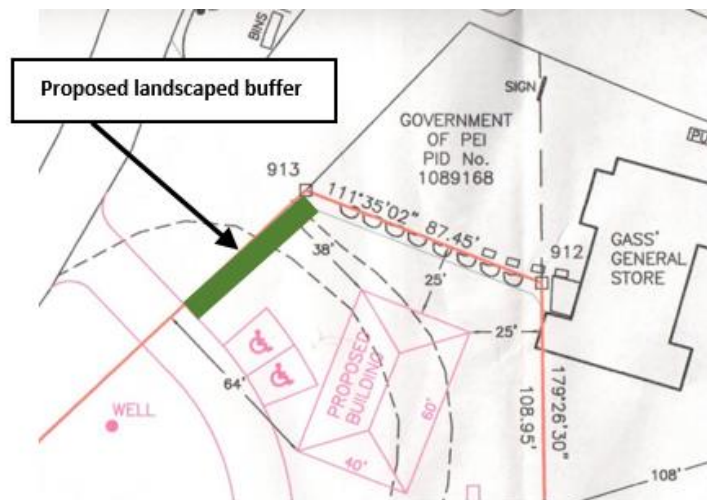 BINS
Proposed landscaped buffer
SIGN
GOVERNMENT
OF PEI
PID No.
1089168
913
111°35'02"
87.45'
912
GASS'
GENERAL
STORE
38'
25'
25'
PROPOSED
BUILDING
64'
60'
40'
WELL
179°26'30"
108.95'
108'